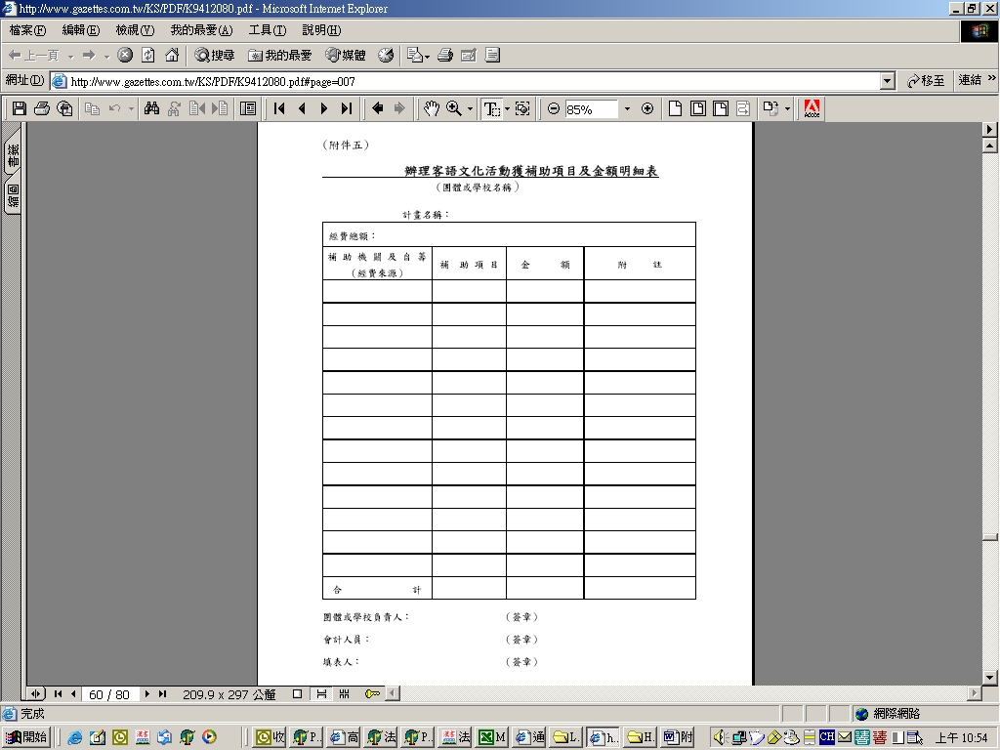 http://www.gazettes.com.tw/KS/PDF/K9412080.pdf - Microsoft Internet Explorer
檔案(F) 編輯(E) 檢視(V) 我的最愛(A) 工具(T) 說明(H)
上一頁 搜尋 我的最愛 媒體
網址(D) http://www.gazettes.com.tw/KS/PDF/K9412080.pdf#page=007 移至 連結 »
85% Adobe
書籤
縮圖
(附件五)
辦理客語文化活動獲補助項目及金額明細表
(團體或學校名稱)
計畫名稱：
經費總額：
補助機關及自籌 補助項目 金額 附註
(經費來源)
合計
團體或學校負責人： (簽章)
會計人員： (簽章)
填表人： (簽章)
60 / 80 209.9 x 297 公釐
完成 網際網路
開始 收 P. 高 法 P. 法 M 通 L. h. H. 附 CH 上午 10:54